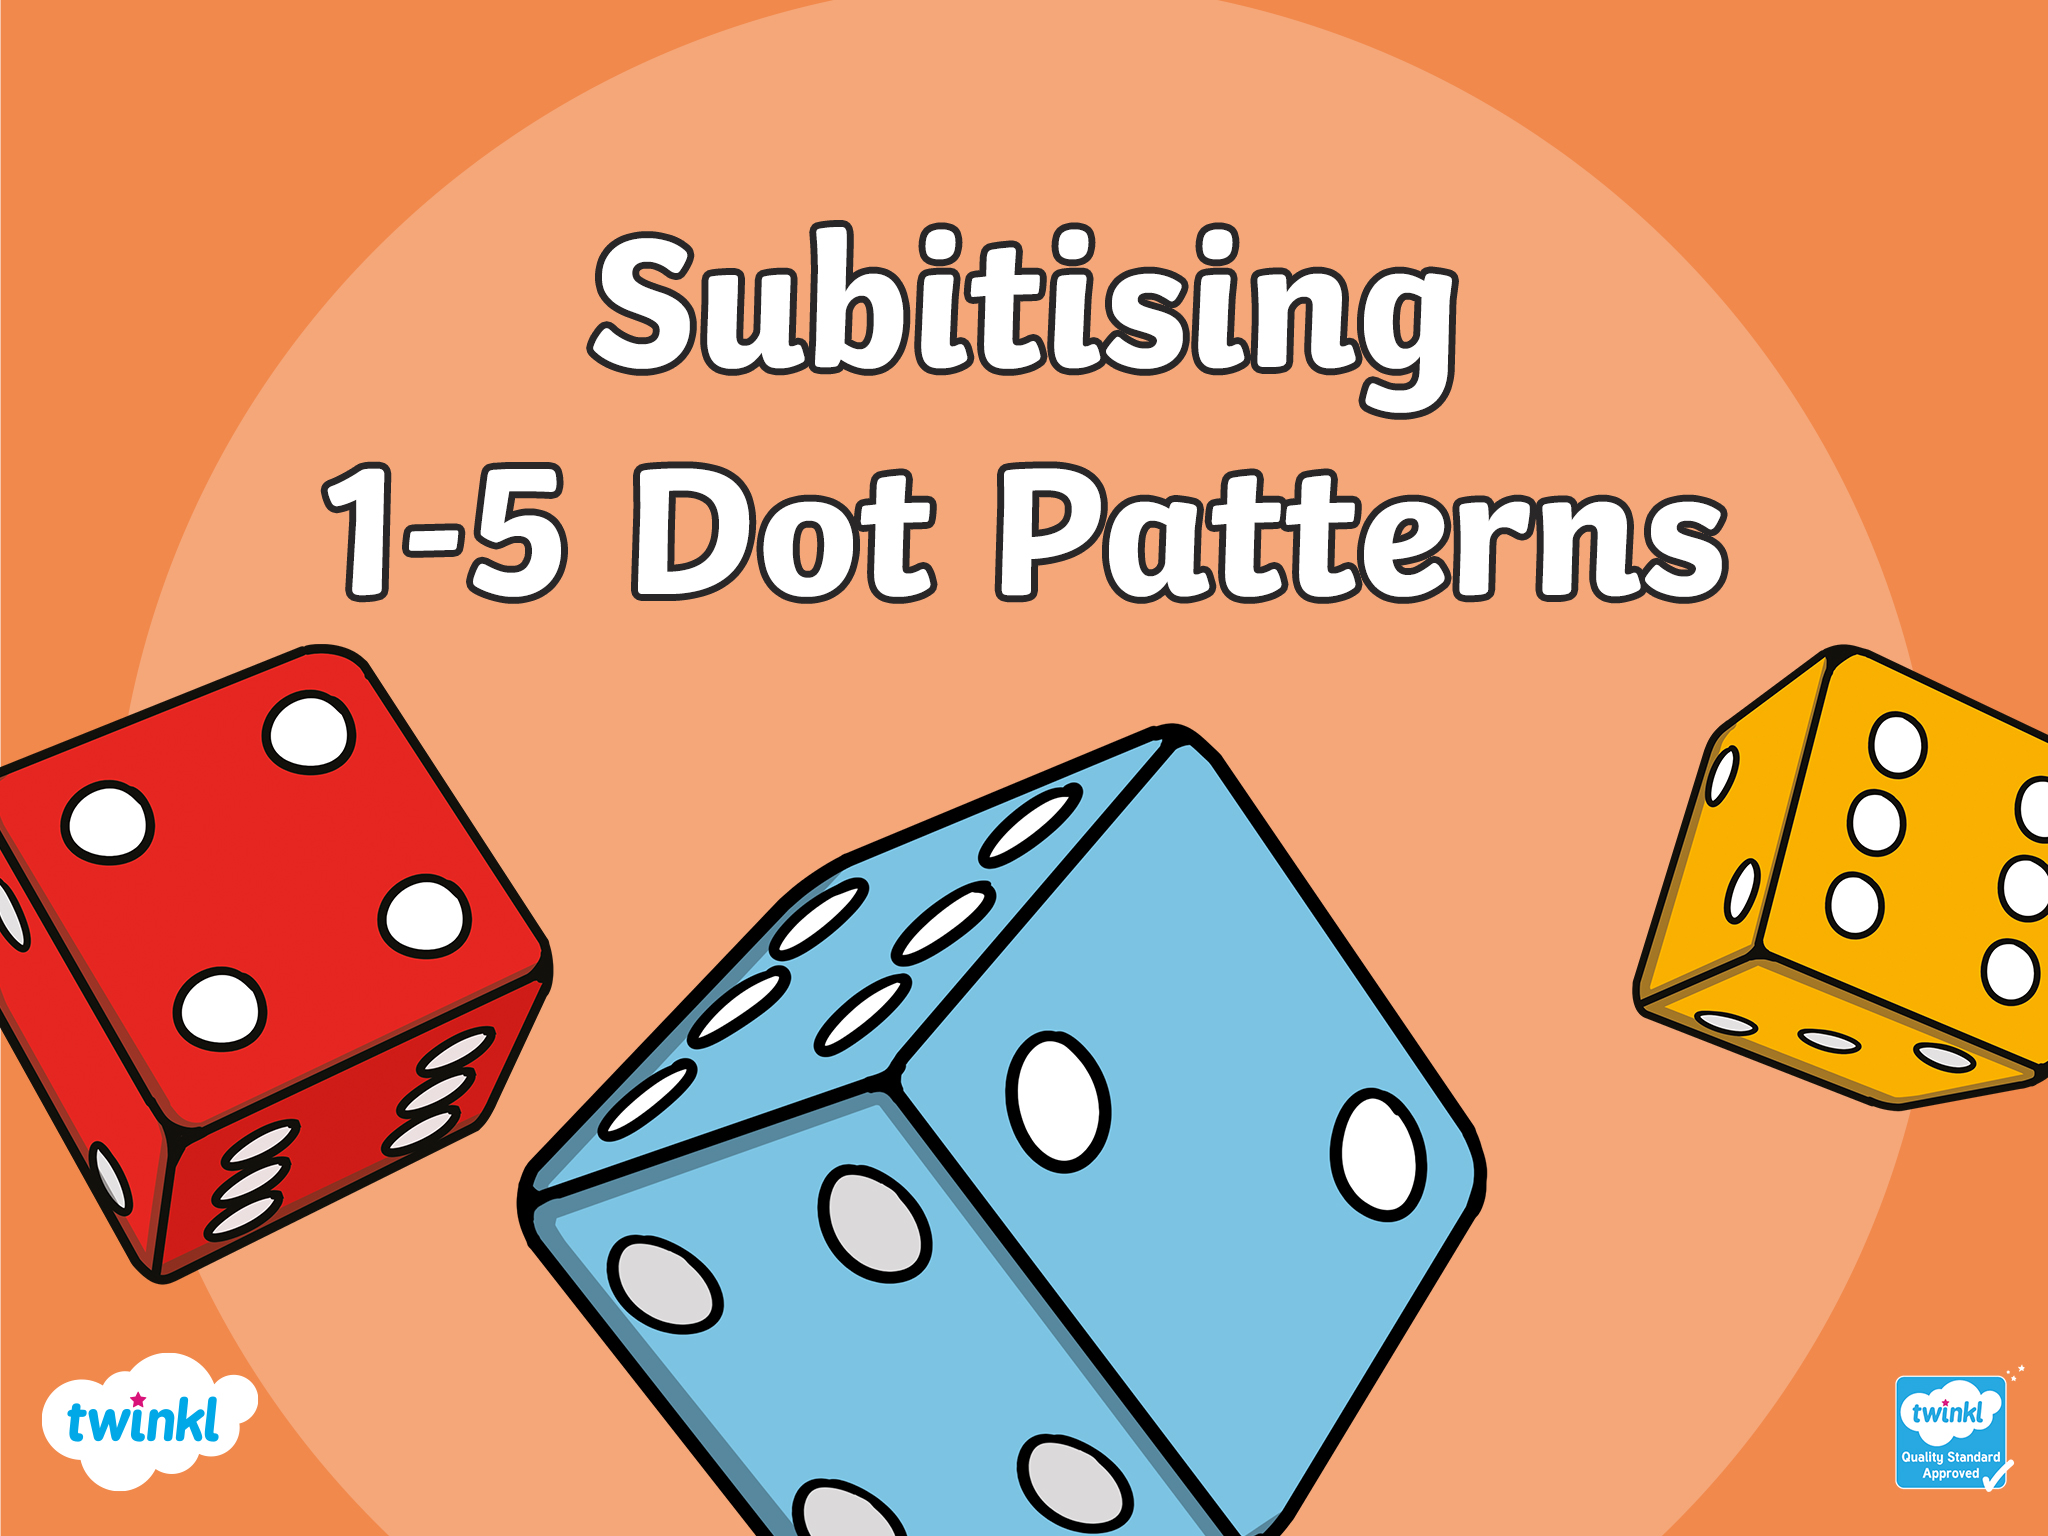 Subitising
1-5 Dot Patterns
twinkl
twinkl
Quality Standard
Approved